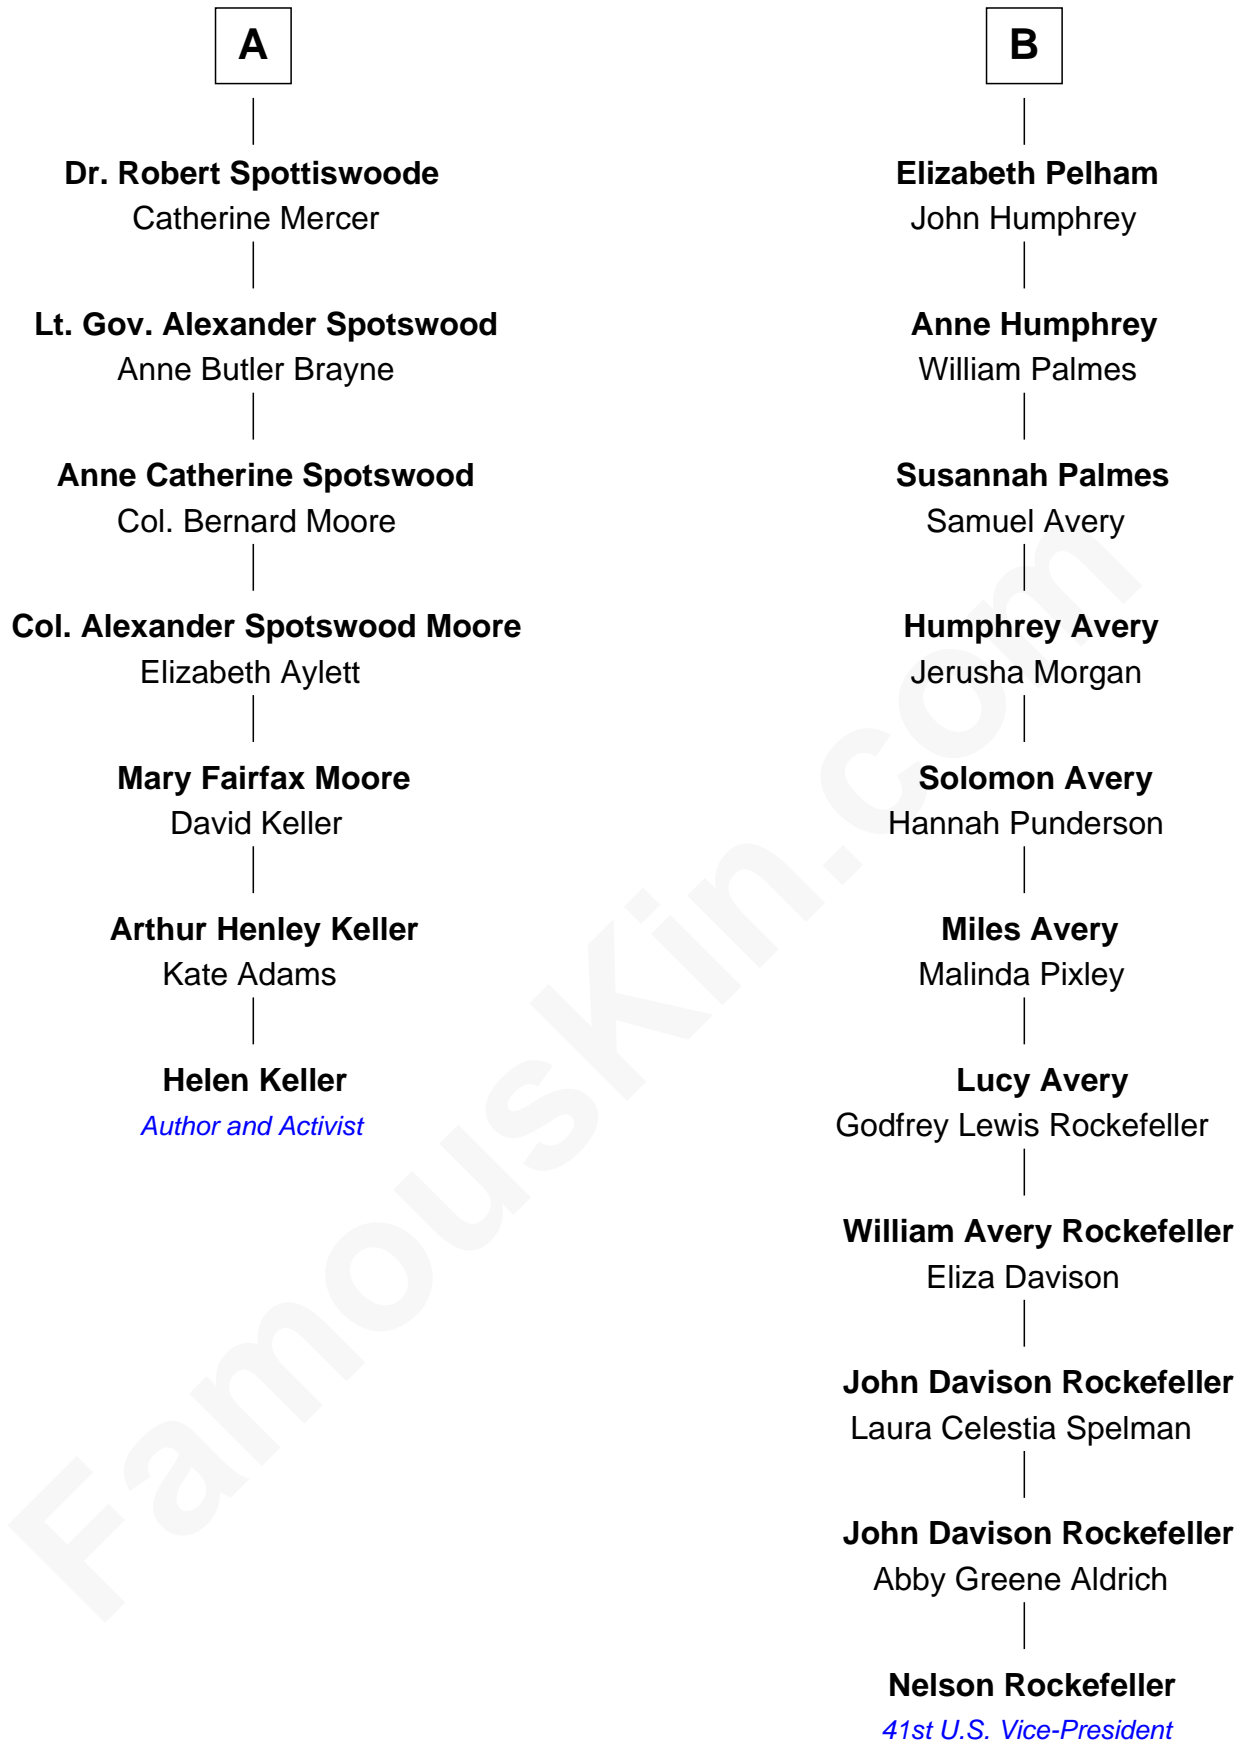 A
Dr. Robert Spottiswoode
Catherine Mercer
Lt. Gov. Alexander Spotswood
Anne Butler Brayne
Anne Catherine Spotswood
Col. Bernard Moore
Col. Alexander Spotswood Moore
Elizabeth Aylett
Mary Fairfax Moore
David Keller
Arthur Henley Keller
Kate Adams
Helen Keller
Author and Activist
B
Elizabeth Pelham
John Humphrey
Anne Humphrey
William Palmes
Susannah Palmes
Samuel Avery
Humphrey Avery
Jerusha Morgan
Solomon Avery
Hannah Punderson
Miles Avery
Malinda Pixley
Lucy Avery
Godfrey Lewis Rockefeller
William Avery Rockefeller
Eliza Davison
John Davison Rockefeller
Laura Celestia Spelman
John Davison Rockefeller
Abby Greene Aldrich
Nelson Rockefeller
41st U.S. Vice-President
FamousKin.com